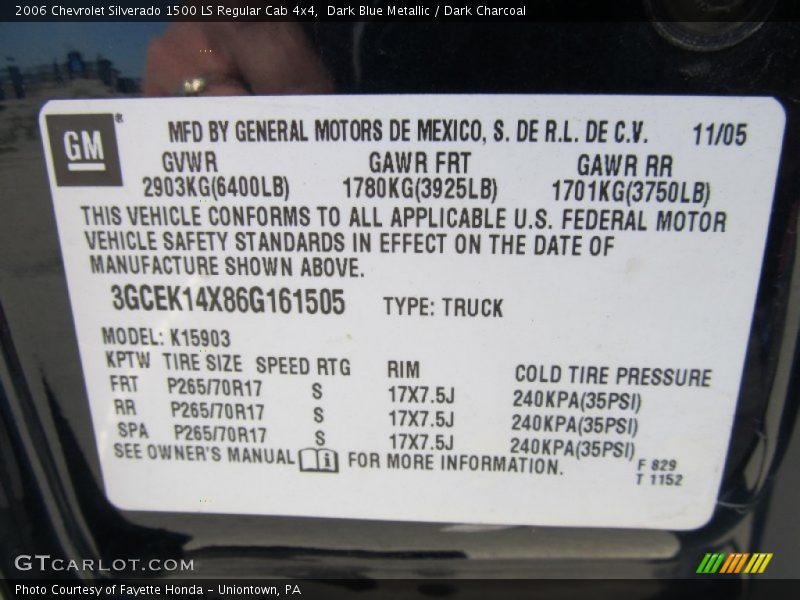 2006 Chevrolet Silverado 1500 LS Regular Cab 4x4, Dark Blue Metallic / Dark Charcoal
GM®
MFD BY GENERAL MOTORS DE MEXICO, S. DE R.L. DE C.V. 11/05
GVWR GAWR FRT GAWR RR
2903KG(6400LB) 1780KG(3925LB) 1701KG(3750LB)
THIS VEHICLE CONFORMS TO ALL APPLICABLE U.S. FEDERAL MOTOR
VEHICLE SAFETY STANDARDS IN EFFECT ON THE DATE OF
MANUFACTURE SHOWN ABOVE.
3GCEK14X86G161505 TYPE: TRUCK
MODEL: K15903
KPTW TIRE SIZE SPEED RTG RIM COLD TIRE PRESSURE
FRT P265/70R17 S 17X7.5J 240KPA(35PSI)
RR P265/70R17 S 17X7.5J 240KPA(35PSI)
SPA P265/70R17 S 17X7.5J 240KPA(35PSI)
SEE OWNER'S MANUAL i FOR MORE INFORMATION.
F 829
T 1152
GTCARLOT.COM
Photo Courtesy of Fayette Honda - Uniontown, PA